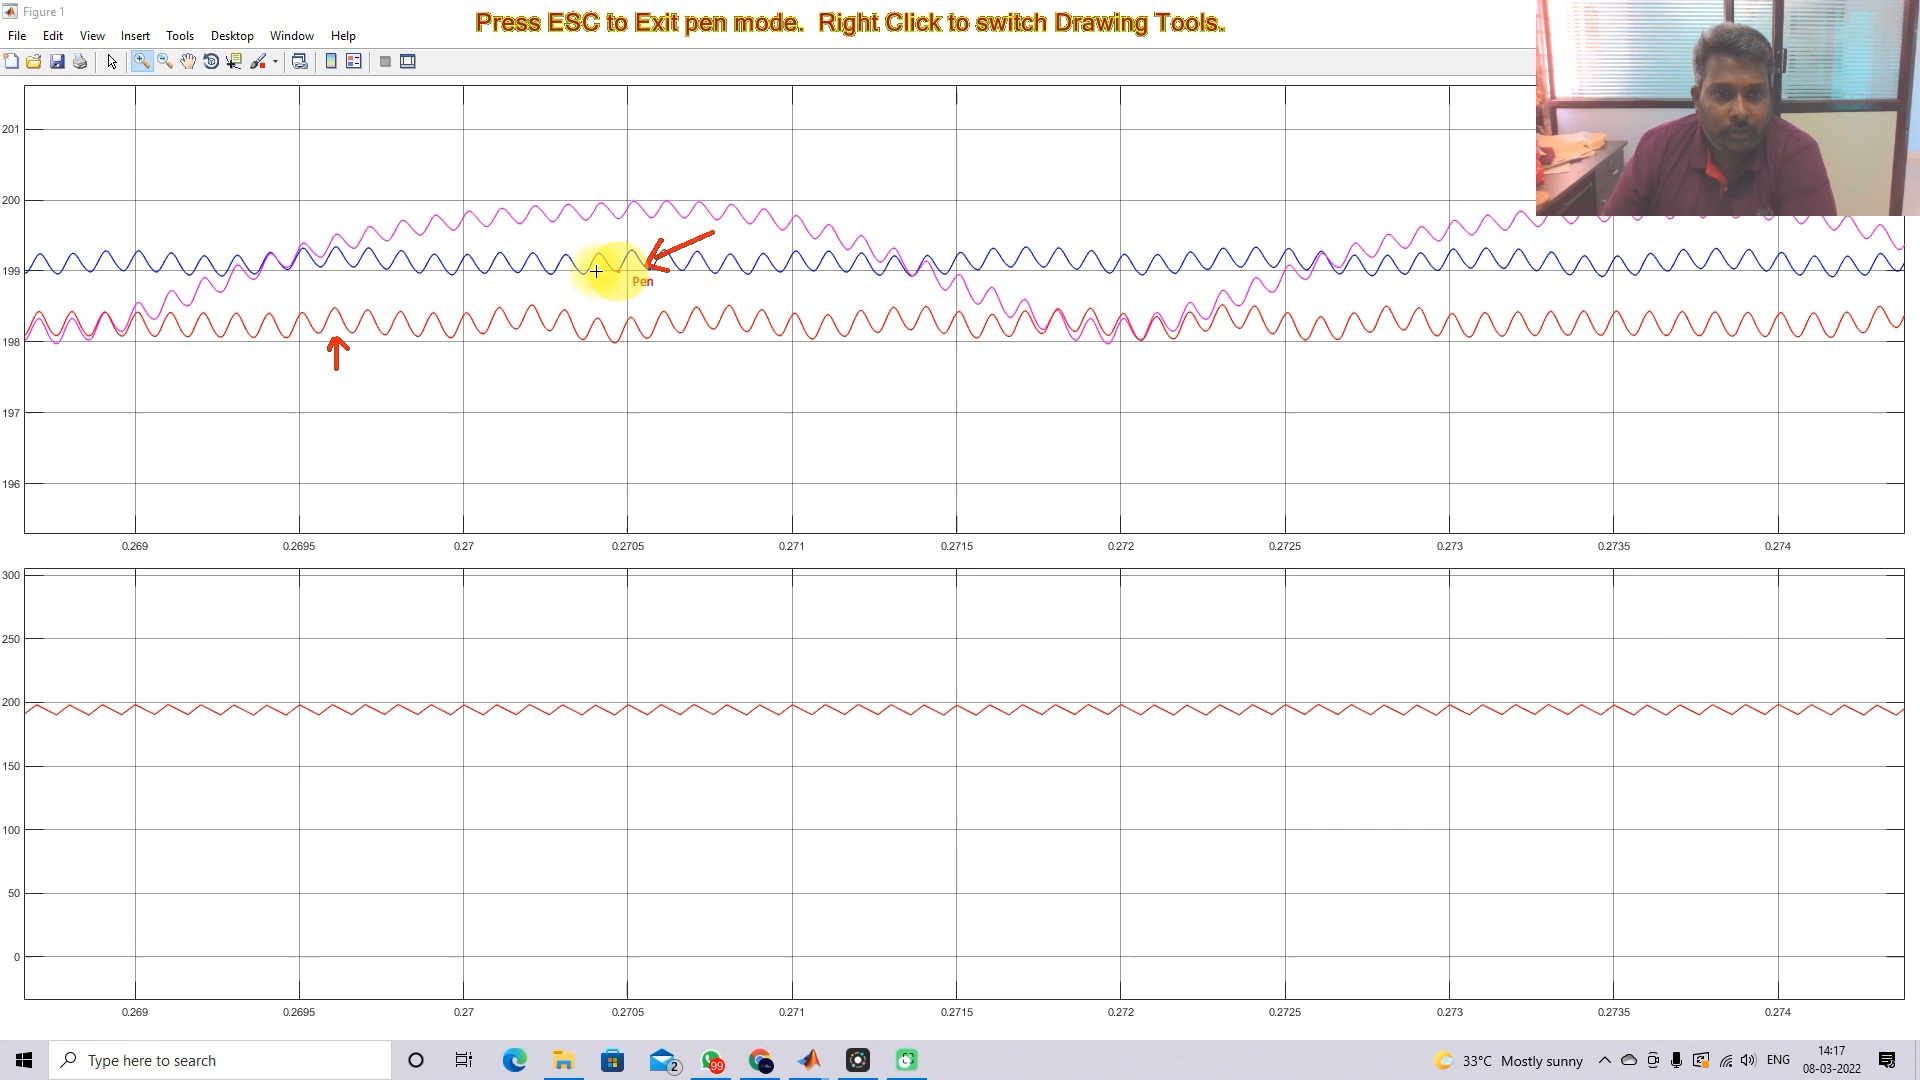 Figure 1
Press ESC to Exit pen mode. Right Click to switch Drawing Tools.
File Edit View Insert Tools Desktop Window Help
201
200
199
198
197
196
Pen
0.269 0.2695 0.27 0.2705 0.271 0.2715 0.272 0.2725 0.273 0.2735 0.274
300
250
200
150
100
50
0
0.269 0.2695 0.27 0.2705 0.271 0.2715 0.272 0.2725 0.273 0.2735 0.274
Type here to search
2
99
33°C Mostly sunny
ENG
14:17
08-03-2022